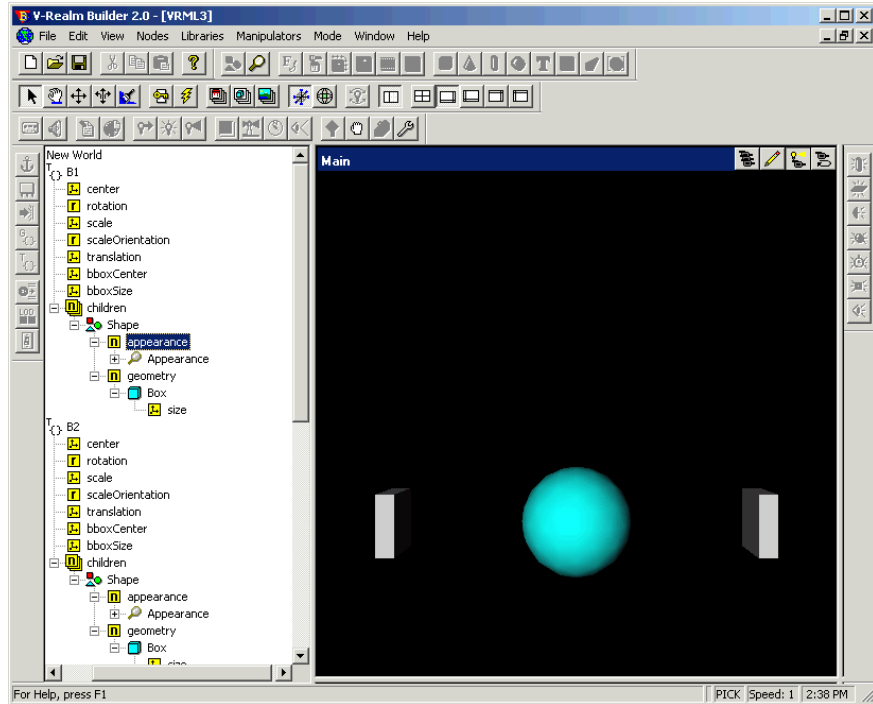 V-Realm Builder 2.0 - [VRML3]
File Edit View Nodes Libraries Manipulators Mode Window Help
New World
B1
center
rotation
scale
scaleOrientation
translation
bboxCenter
bboxSize
children
Shape
appearance
Appearance
geometry
Box
size
B2
center
rotation
scale
scaleOrientation
translation
bboxCenter
bboxSize
children
Shape
appearance
Appearance
geometry
Box
size
Main
For Help, press F1
PICK Speed: 1 2:38 PM